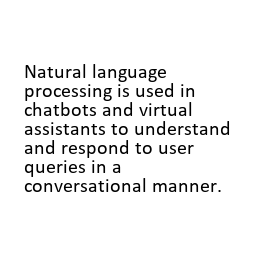 Natural language
processing is used in
chatbots and virtual
assistants to understand
and respond to user
queries in a
conversational manner.